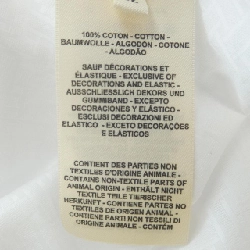 100% COTON - COTTON -
BAUMWOLLE - ALGODON - COTONE
- ALGODÃO
SAUF DÉCORATIONS ET
ÉLASTIQUE - EXCLUSIVE OF
DECORATIONS AND ELASTIC -
AUSSCHLIESSLICH DEKORS UND
GUMMIBAND - EXCEPTO
DECORACIONES Y ELÁSTICO -
ESCLUSI DECORAZIONI ED
ELASTICO - EXCETO DECORAÇÕES
E ELÁSTICOS
CONTIENT DES PARTIES NON
TEXTILES D'ORIGINE ANIMALE -
CONTAINS NON-TEXTILE PARTS OF
ANIMAL ORIGIN - ENTHÄLT NICHT
TEXTILE TEILE TIERISCHER
HERKUNFT - CONTIENE PARTES NO
TEXTILES DE ORIGEN ANIMAL -
CONTIENE PARTI NON TESSILI DI
ORIGINE ANIMALE -